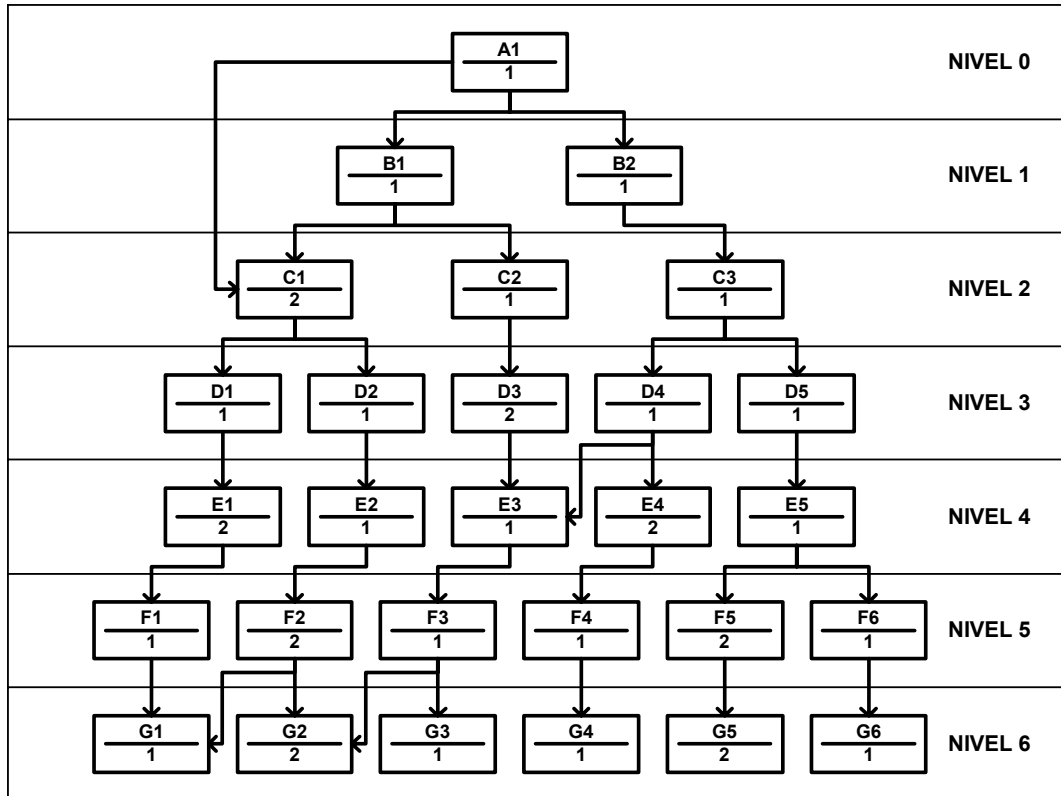 A1
1
NIVEL 0
B1
1
B2
1
NIVEL 1
C1
2
C2
1
C3
1
NIVEL 2
D1
1
D2
1
D3
2
D4
1
D5
1
NIVEL 3
E1
2
E2
1
E3
1
E4
2
E5
1
NIVEL 4
F1
1
F2
2
F3
1
F4
1
F5
2
F6
1
NIVEL 5
G1
1
G2
2
G3
1
G4
1
G5
2
G6
1
NIVEL 6